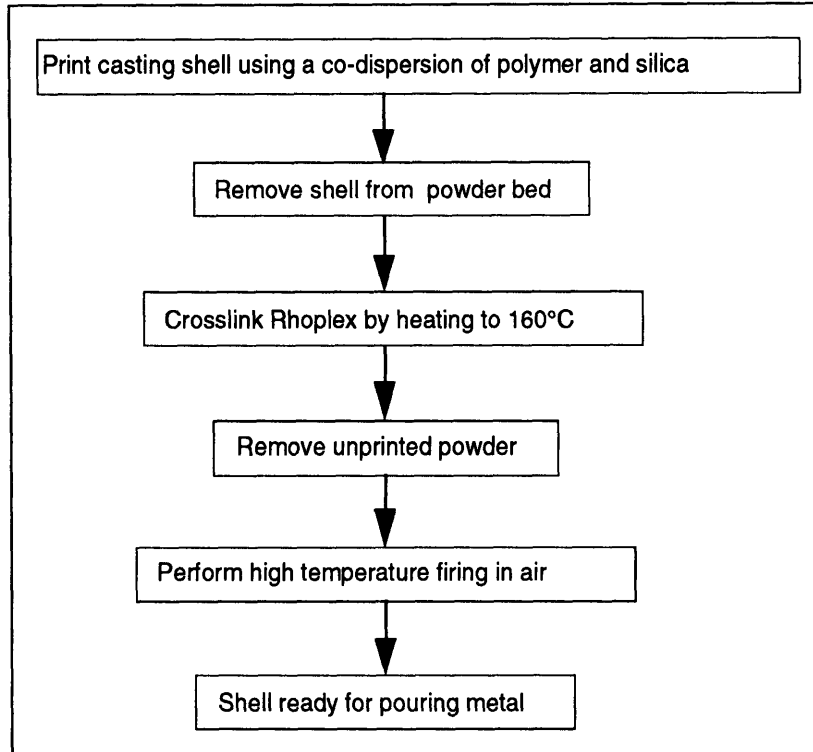 Print casting shell using a co-dispersion of polymer and silica
Remove shell from powder bed
Crosslink Rhoplex by heating to 160°C
Remove unprinted powder
Perform high temperature firing in air
Shell ready for pouring metal